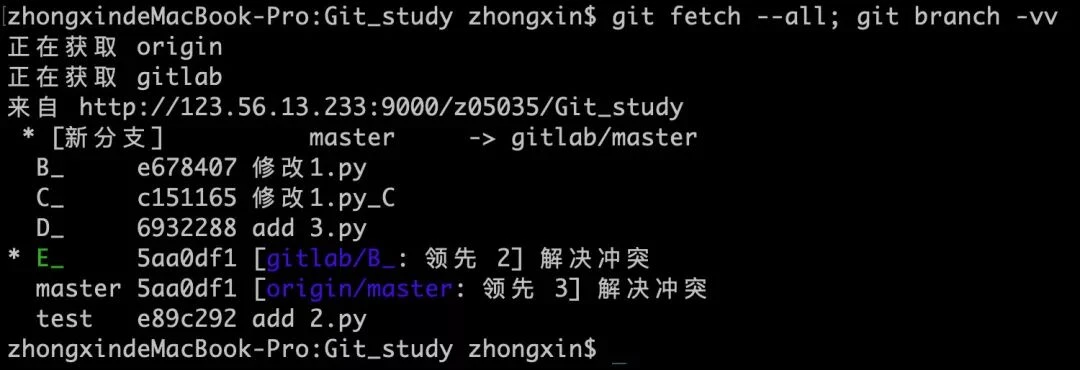 [zhongxindeMacBook-Pro:Git_study zhongxin$ git fetch --all; git branch -vv
正在获取 origin
正在获取 gitlab
来自 http://123.56.13.233:9000/z05035/Git_study
 * [新分支]          master     -> gitlab/master
  B_     e678407 修改1.py
  C_     c151165 修改1.py_C
  D_     6932288 add 3.py
* E_     5aa0df1 [gitlab/B_: 领先 2] 解决冲突
  master 5aa0df1 [origin/master: 领先 3] 解决冲突
  test   e89c292 add 2.py
zhongxindeMacBook-Pro:Git_study zhongxin$ _